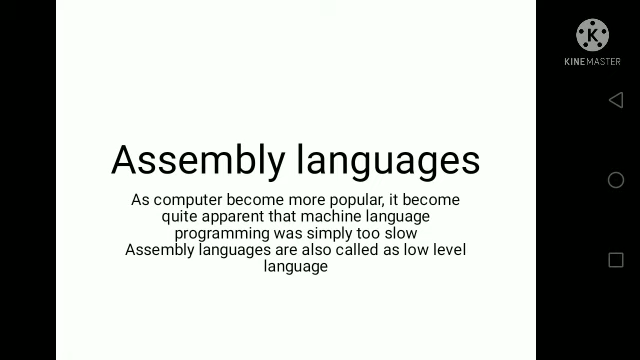 Assembly languages
As computer become more popular, it become
quite apparent that machine language
programming was simply too slow
Assembly languages are also called as low level
language
K
KINEMASTER